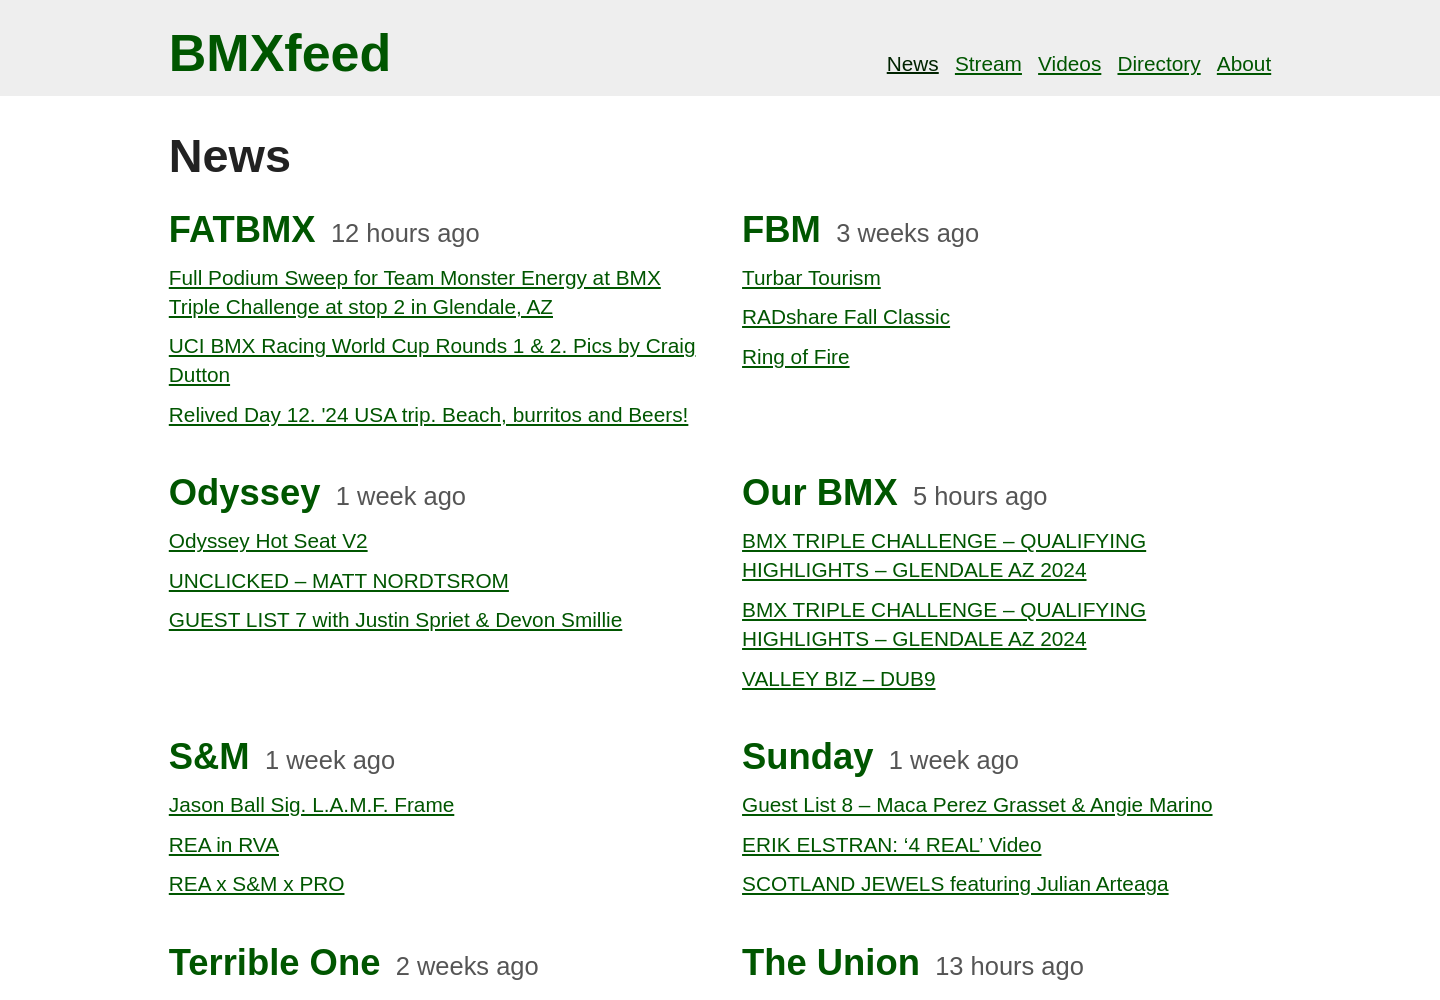 BMXfeed
News Stream Videos Directory About
News
FATBMX 12 hours ago
Full Podium Sweep for Team Monster Energy at BMX
Triple Challenge at stop 2 in Glendale, AZ
UCI BMX Racing World Cup Rounds 1 & 2. Pics by Craig
Dutton
Relived Day 12. '24 USA trip. Beach, burritos and Beers!
FBM 3 weeks ago
Turbar Tourism
RADshare Fall Classic
Ring of Fire
Odyssey 1 week ago
Odyssey Hot Seat V2
UNCLICKED – MATT NORDTSROM
GUEST LIST 7 with Justin Spriet & Devon Smillie
Our BMX 5 hours ago
BMX TRIPLE CHALLENGE – QUALIFYING
HIGHLIGHTS – GLENDALE AZ 2024
BMX TRIPLE CHALLENGE – QUALIFYING
HIGHLIGHTS – GLENDALE AZ 2024
VALLEY BIZ – DUB9
S&M 1 week ago
Jason Ball Sig. L.A.M.F. Frame
REA in RVA
REA x S&M x PRO
Sunday 1 week ago
Guest List 8 – Maca Perez Grasset & Angie Marino
ERIK ELSTRAN: ‘4 REAL’ Video
SCOTLAND JEWELS featuring Julian Arteaga
Terrible One 2 weeks ago
The Union 13 hours ago